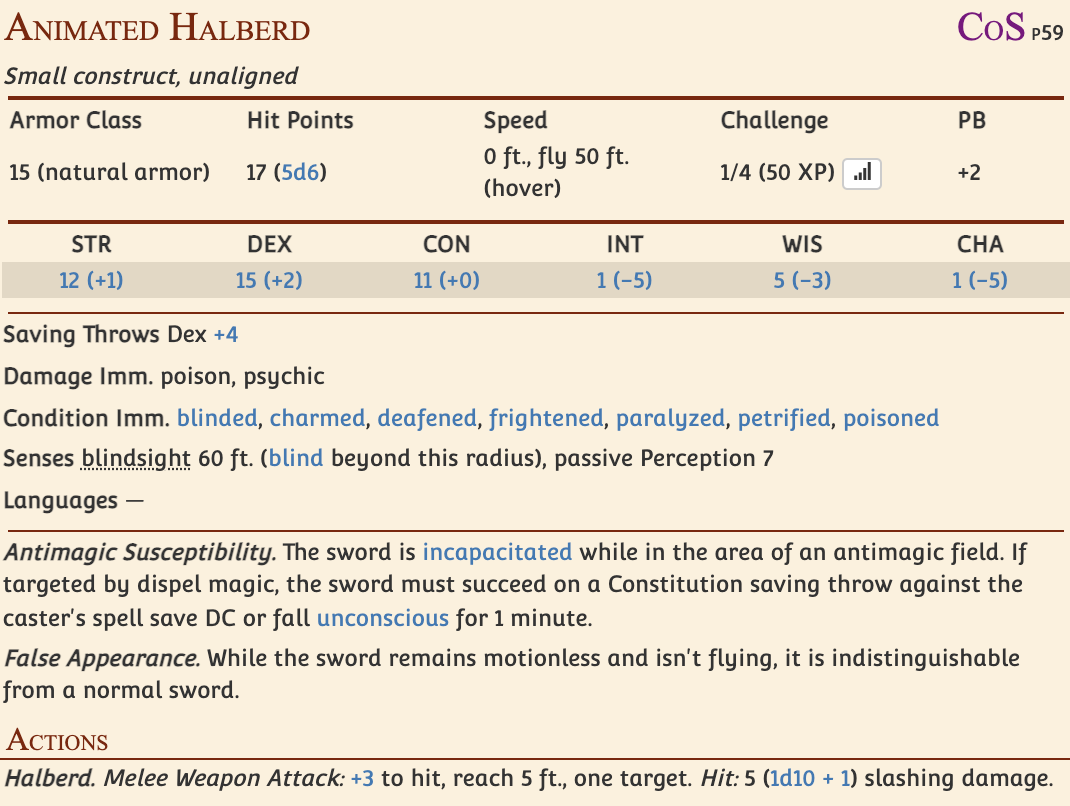 Animated Halberd CoS p59
Small construct, unaligned
Armor Class Hit Points Speed Challenge PB
15 (natural armor) 17 (5d6) 0 ft., fly 50 ft. (hover) 1/4 (50 XP) +2
STR DEX CON INT WIS CHA
12 (+1) 15 (+2) 11 (+0) 1 (−5) 5 (−3) 1 (−5)
Saving Throws Dex +4
Damage Imm. poison, psychic
Condition Imm. blinded, charmed, deafened, frightened, paralyzed, petrified, poisoned
Senses blindsight 60 ft. (blind beyond this radius), passive Perception 7
Languages —
Antimagic Susceptibility. The sword is incapacitated while in the area of an antimagic field. If
targeted by dispel magic, the sword must succeed on a Constitution saving throw against the
caster's spell save DC or fall unconscious for 1 minute.
False Appearance. While the sword remains motionless and isn't flying, it is indistinguishable
from a normal sword.
Actions
Halberd. Melee Weapon Attack: +3 to hit, reach 5 ft., one target. Hit: 5 (1d10 + 1) slashing damage.